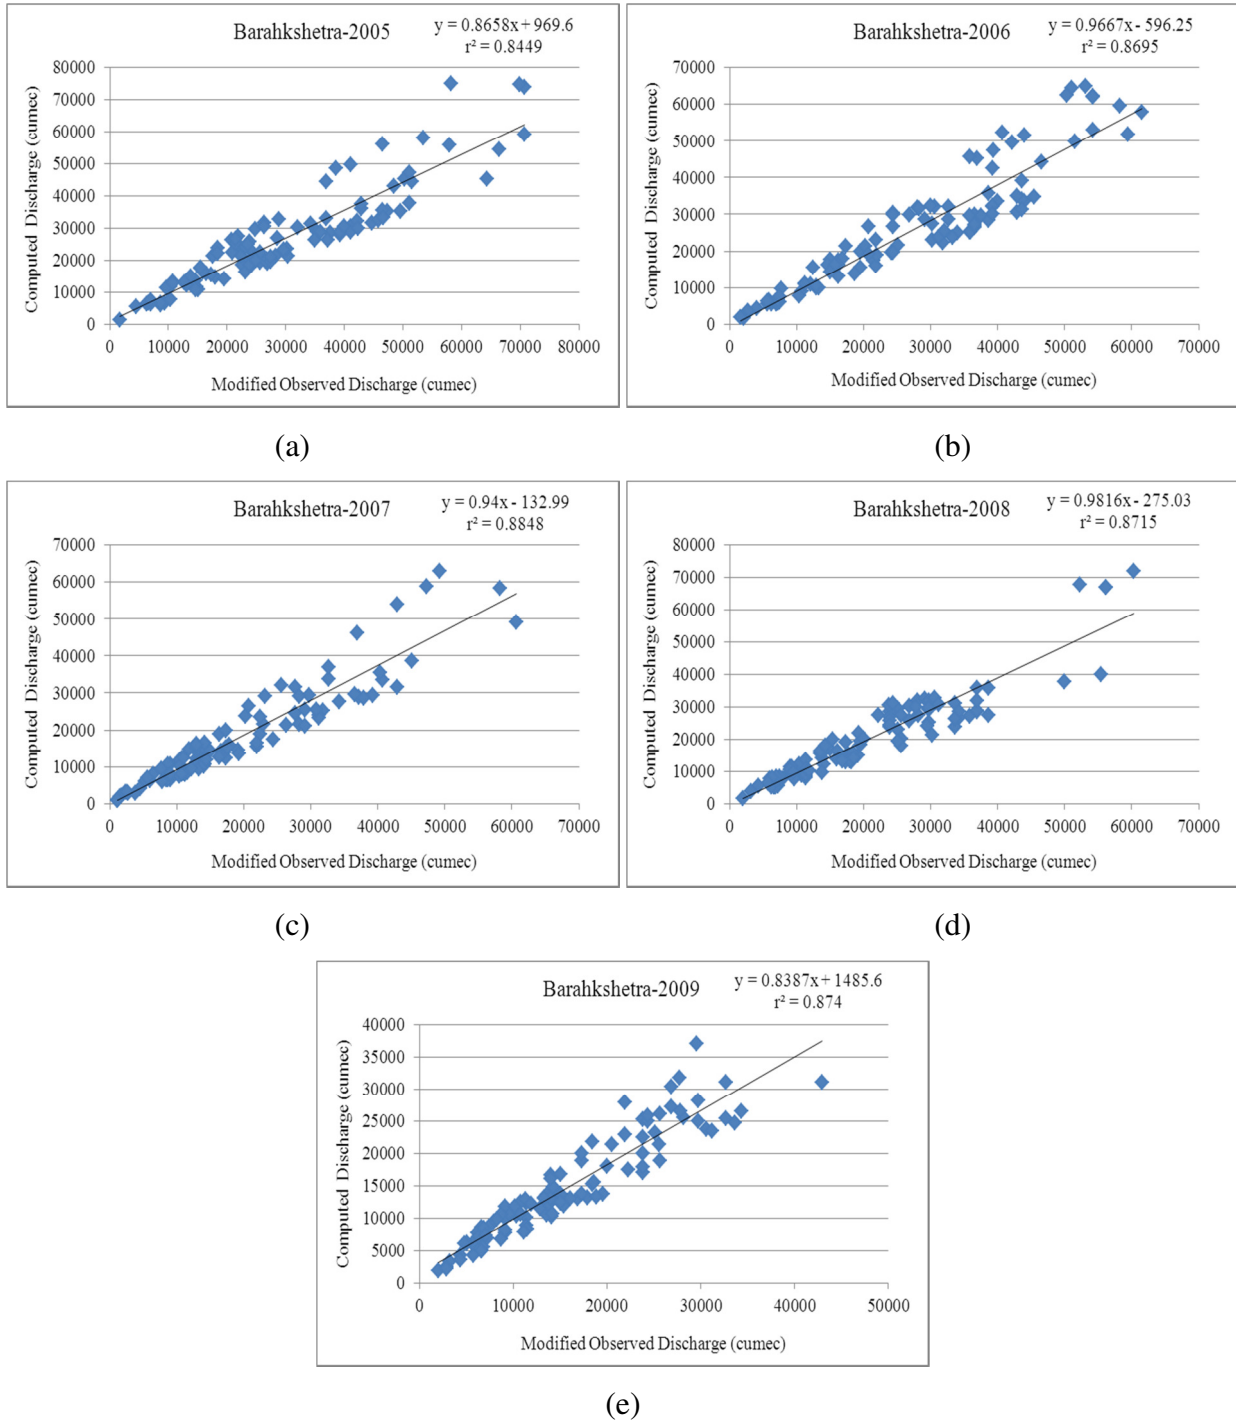 Barahkshetra-2005
y = 0.8658x + 969.6
r² = 0.8449
Computed Discharge (cumec)
80000
70000
60000
50000
40000
30000
20000
10000
0
0 10000 20000 30000 40000 50000 60000 70000 80000
Modified Observed Discharge (cumec)
(a)
Barahkshetra-2006
y = 0.9667x - 596.25
r² = 0.8695
Computed Discharge (cumec)
70000
60000
50000
40000
30000
20000
10000
0
0 10000 20000 30000 40000 50000 60000 70000
Modified Observed Discharge (cumec)
(b)
Barahkshetra-2007
y = 0.94x - 132.99
r² = 0.8848
Computed Discharge (cumec)
70000
60000
50000
40000
30000
20000
10000
0
0 10000 20000 30000 40000 50000 60000 70000
Modified Observed Discharge (cumec)
(c)
Barahkshetra-2008
y = 0.9816x - 275.03
r² = 0.8715
Computed Discharge (cumec)
80000
70000
60000
50000
40000
30000
20000
10000
0
0 10000 20000 30000 40000 50000 60000 70000
Modified Observed Discharge (cumec)
(d)
Barahkshetra-2009
y = 0.8387x + 1485.6
r² = 0.874
Computed Discharge (cumec)
40000
35000
30000
25000
20000
15000
10000
5000
0
0 10000 20000 30000 40000 50000
Modified Observed Discharge (cumec)
(e)